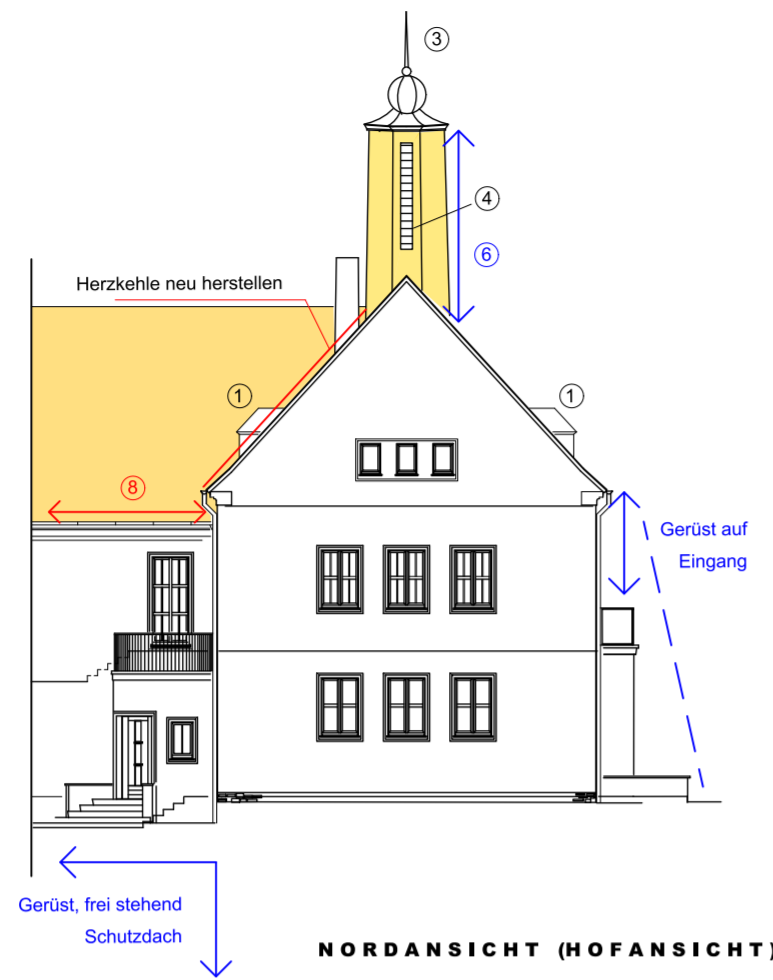 ③
④
⑥
Herzkehle neu herstellen
①
①
⑧
Gerüst auf
Eingang
Gerüst, frei stehend
Schutzdach
NORDANSICHT (HOFANSICHT)